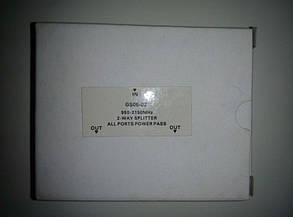 IN
GS05-02
950-2150MHz
2-WAY SPLITTER
ALL PORTS POWER PASS
OUT OUT